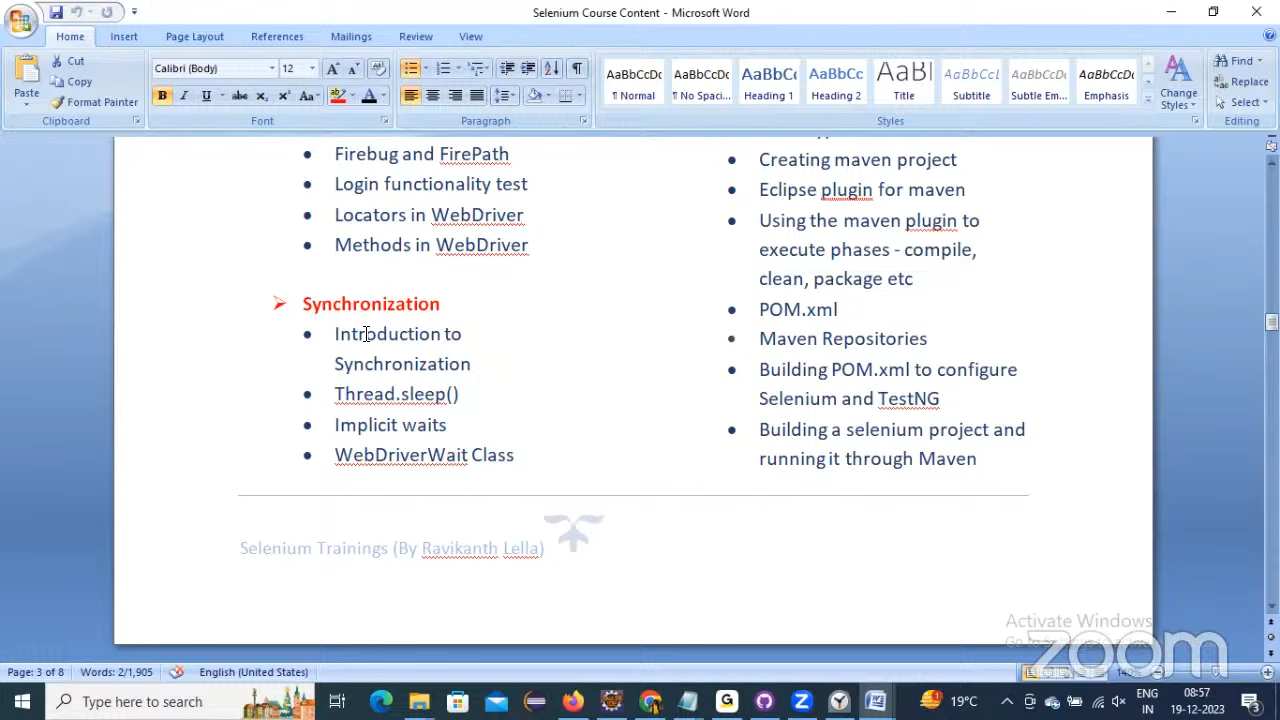 Selenium Course Content - Microsoft Word
Home Insert Page Layout References Mailings Review View
Paste
Cut
Copy
Format Painter
Clipboard
Calibri (Body) 12
Font
Paragraph
AaBbCcDc AaBbCcDc AaBbCc AaBbCc AaBl AaBbCcL AaBbCcDc AaBbCcDc
¶ Normal ¶ No Spaci... Heading 1 Heading 2 Title Subtitle Subtle Em... Emphasis
Styles
Change Styles
Find
Replace
Select
Editing
Firebug and FirePath
Login functionality test
Locators in WebDriver
Methods in WebDriver
Synchronization
Introduction to
Synchronization
Thread.sleep()
Implicit waits
WebDriverWait Class
Creating maven project
Eclipse plugin for maven
Using the maven plugin to
execute phases - compile,
clean, package etc
POM.xml
Maven Repositories
Building POM.xml to configure
Selenium and TestNG
Building a selenium project and
running it through Maven
Selenium Trainings (By Ravikanth Lella)
Activate Windows
zoom
Page: 3 of 8 Words: 2/1,905 English (United States)
Type here to search
19°C
ENG
IN
08:57
19-12-2023
3